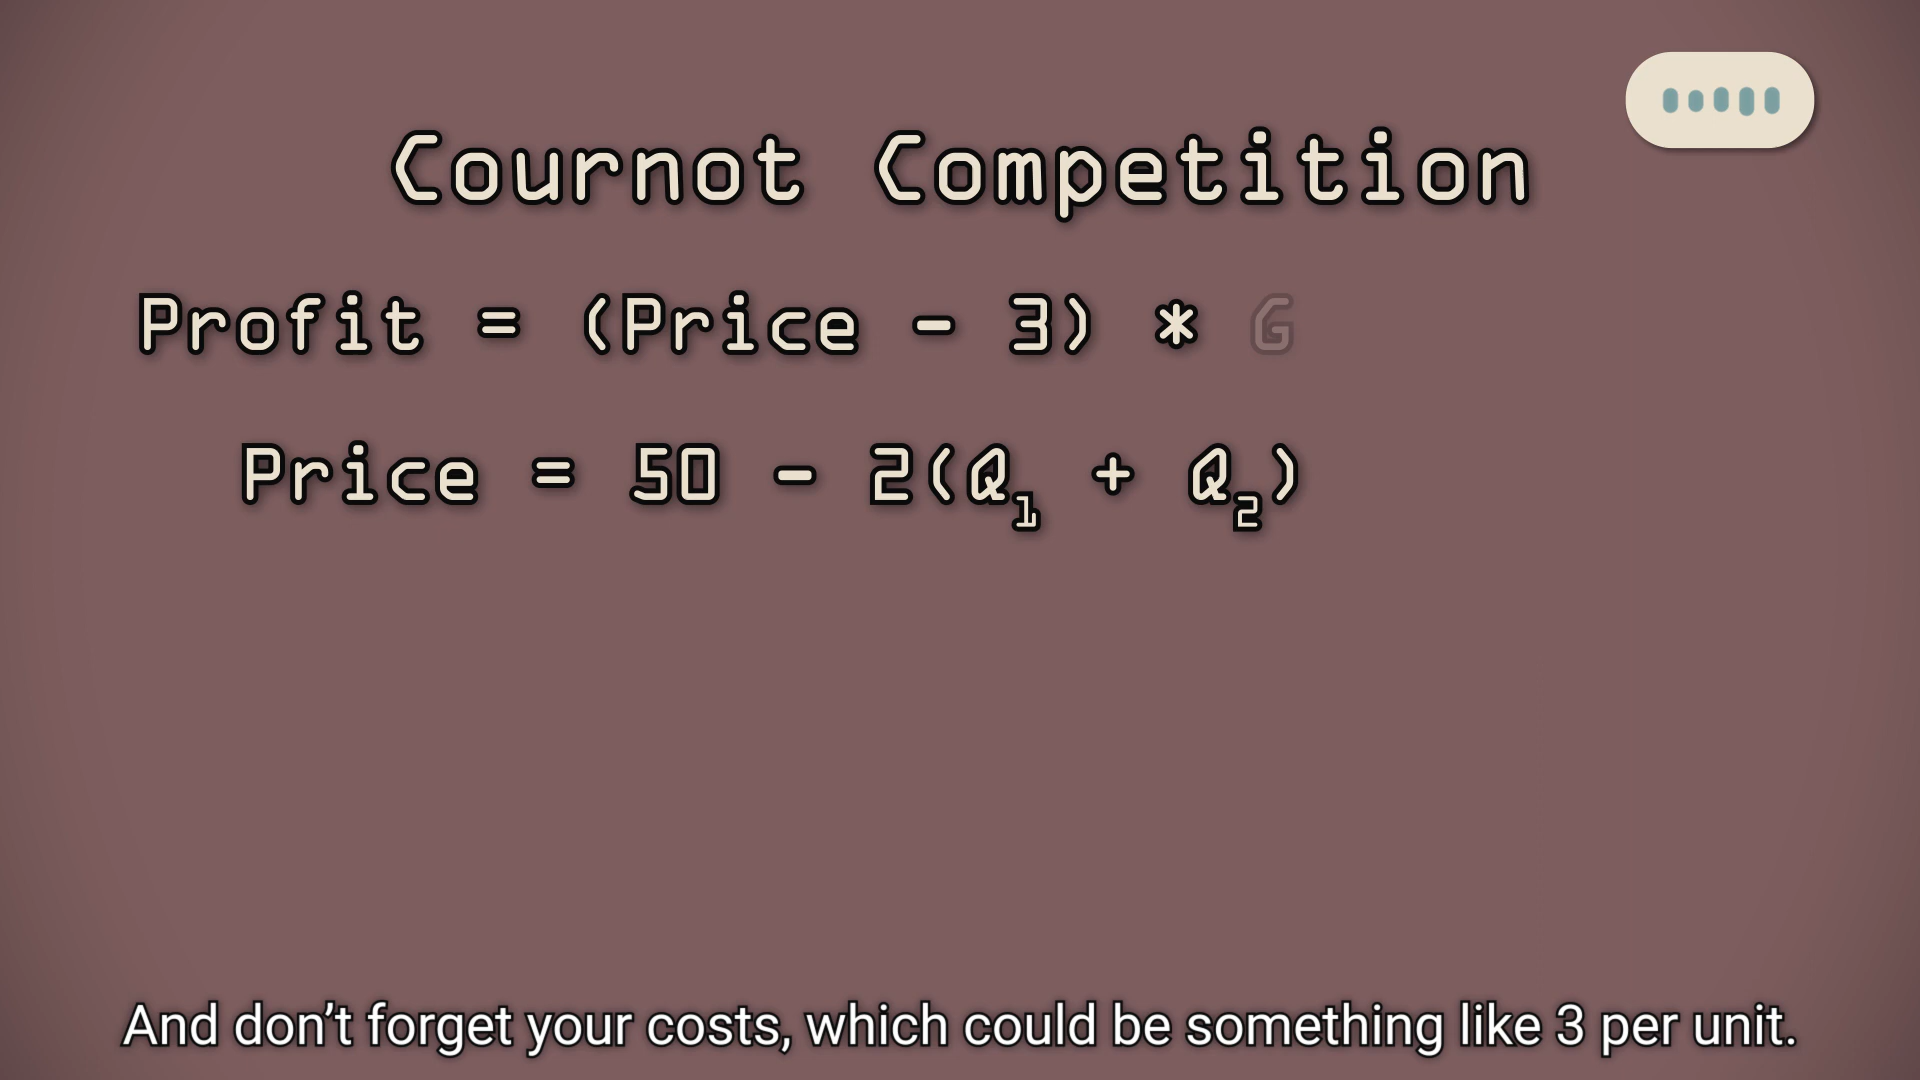 Cournot Competition
Profit = (Price - 3) * G
Price = 50 - 2(Q₁ + Q₂)
And don’t forget your costs, which could be something like 3 per unit.